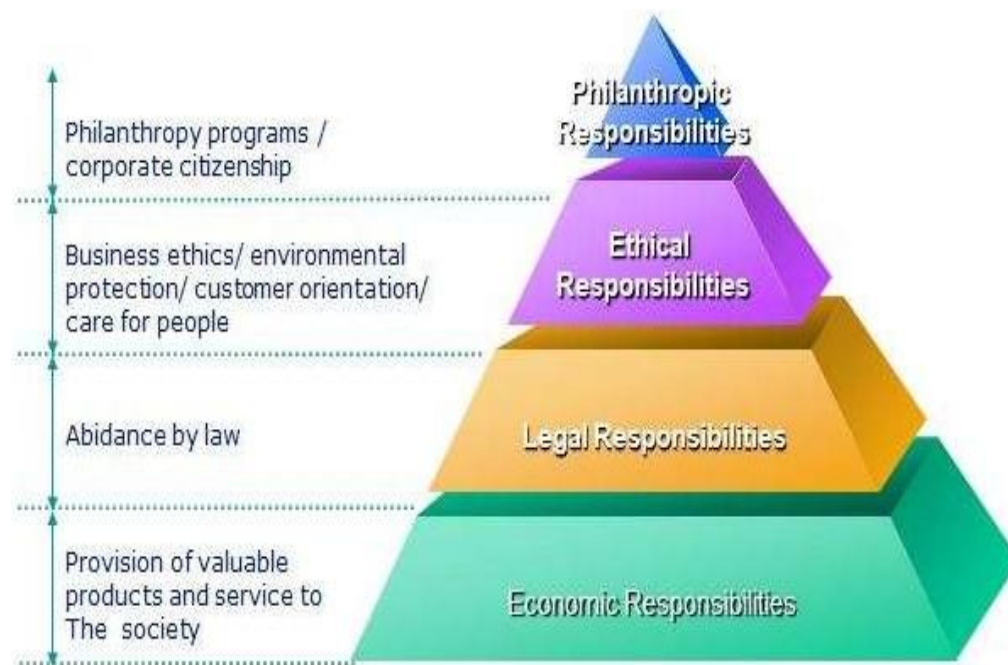 Philanthropic
Responsibilities
Philanthropy programs /
corporate citizenship
Ethical
Responsibilities
Business ethics/ environmental
protection/ customer orientation/
care for people
Legal Responsibilities
Abidance by law
Economic Responsibilities
Provision of valuable
products and service to
The society